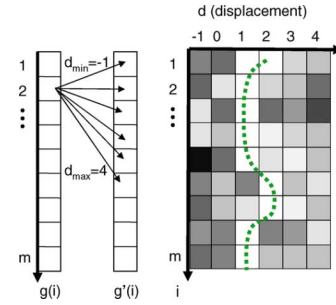 d (displacement)
-1 0 1 2 3 4
d_min=-1
1
2
•••
m
d_max=4
g(i)
g'(i)
1
2
•••
m
i